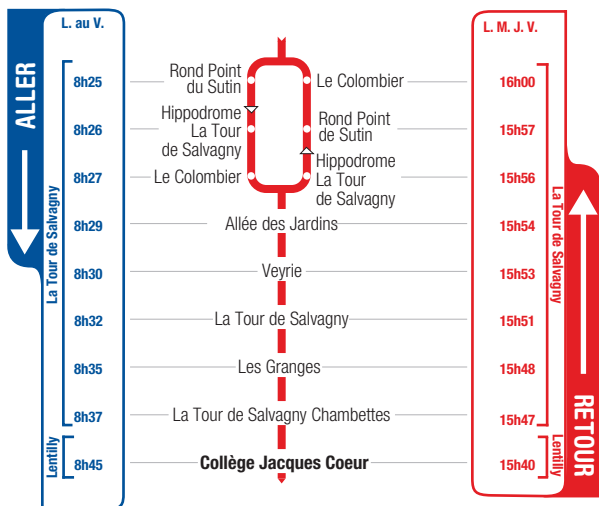 L. au V.
L. M. J. V.
ALLER
La Tour de Salvagny
Lentilly
8h25
Rond Point
du Sutin
Le Colombier
16h00
8h26
Hippodrome
La Tour
de Salvagny
Rond Point
de Sutin
15h57
8h27
Le Colombier
Hippodrome
La Tour
de Salvagny
15h56
8h29
Allée des Jardins
15h54
8h30
Veyrie
15h53
8h32
La Tour de Salvagny
15h51
8h35
Les Granges
15h48
8h37
La Tour de Salvagny Chambettes
15h47
8h45
Collège Jacques Coeur
15h40
La Tour de Salvagny
Lentilly
RETOUR